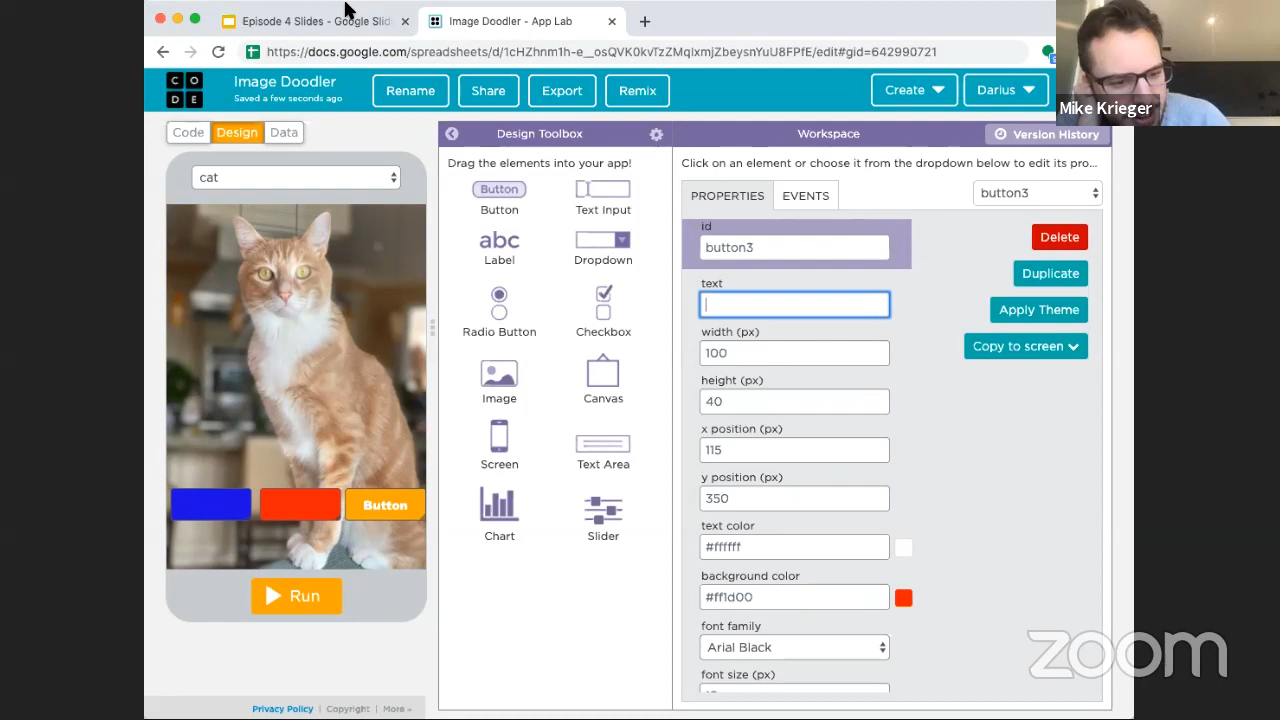 Episode 4 Slides - Google Slid
Image Doodler - App Lab
https://docs.google.com/spreadsheets/d/1cHZhnm1h-e__osQVK0kvTzZMqIxmjZbeysnYuU8FPfE/edit#gid=642990721
CODE
Image Doodler
Saved a few seconds ago
Rename
Share
Export
Remix
Create
Darius
Mike Krieger
Code
Design
Data
Design Toolbox
Workspace
Version History
cat
Drag the elements into your app!
Button
Button
Text Input
abc
Label
Dropdown
Radio Button
Checkbox
Image
Canvas
Screen
Text Area
Chart
Slider
Click on an element or choose it from the dropdown below to edit its pro...
PROPERTIES
EVENTS
button3
id
button3
Delete
text
Duplicate
Apply Theme
width (px)
100
Copy to screen
height (px)
40
x position (px)
115
y position (px)
350
text color
#ffffff
background color
#ff1d00
font family
Arial Black
font size (px)
Button
Run
Privacy Policy | Copyright | More
zoom